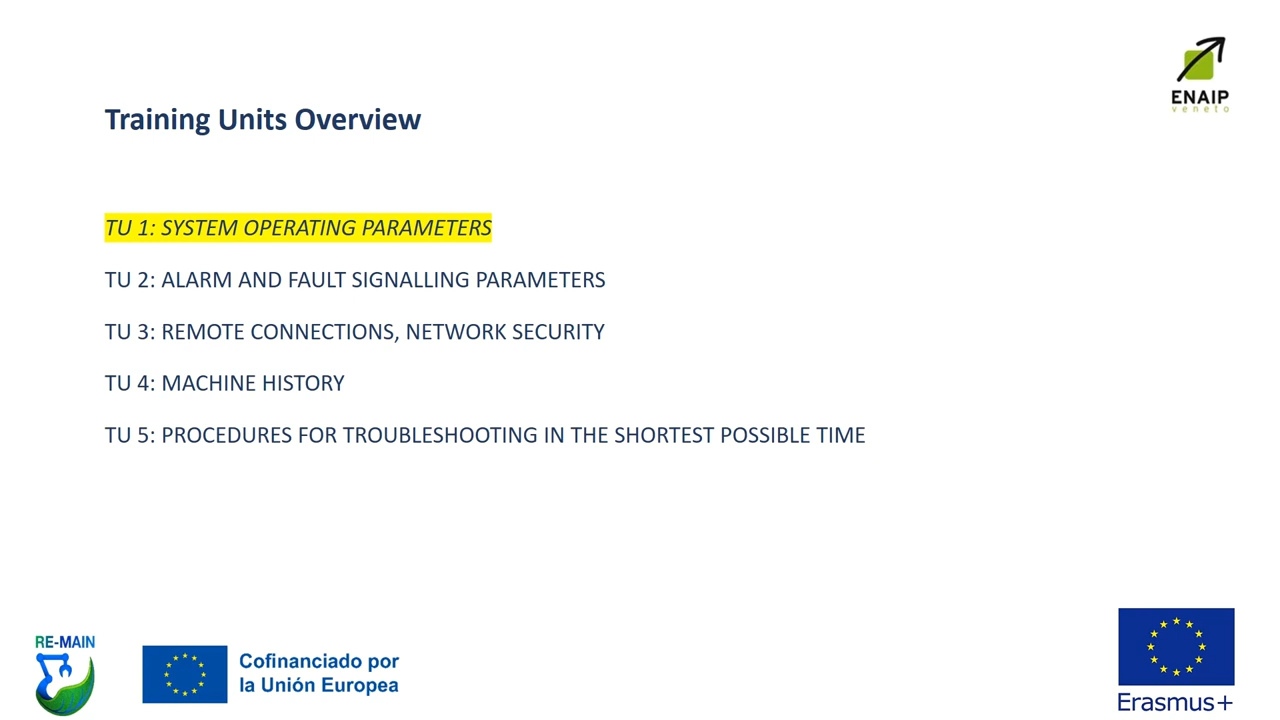 ENAIP
veneto
Training Units Overview
TU 1: SYSTEM OPERATING PARAMETERS
TU 2: ALARM AND FAULT SIGNALLING PARAMETERS
TU 3: REMOTE CONNECTIONS, NETWORK SECURITY
TU 4: MACHINE HISTORY
TU 5: PROCEDURES FOR TROUBLESHOOTING IN THE SHORTEST POSSIBLE TIME
RE-MAIN
Cofinanciado por
la Unión Europea
Erasmus+